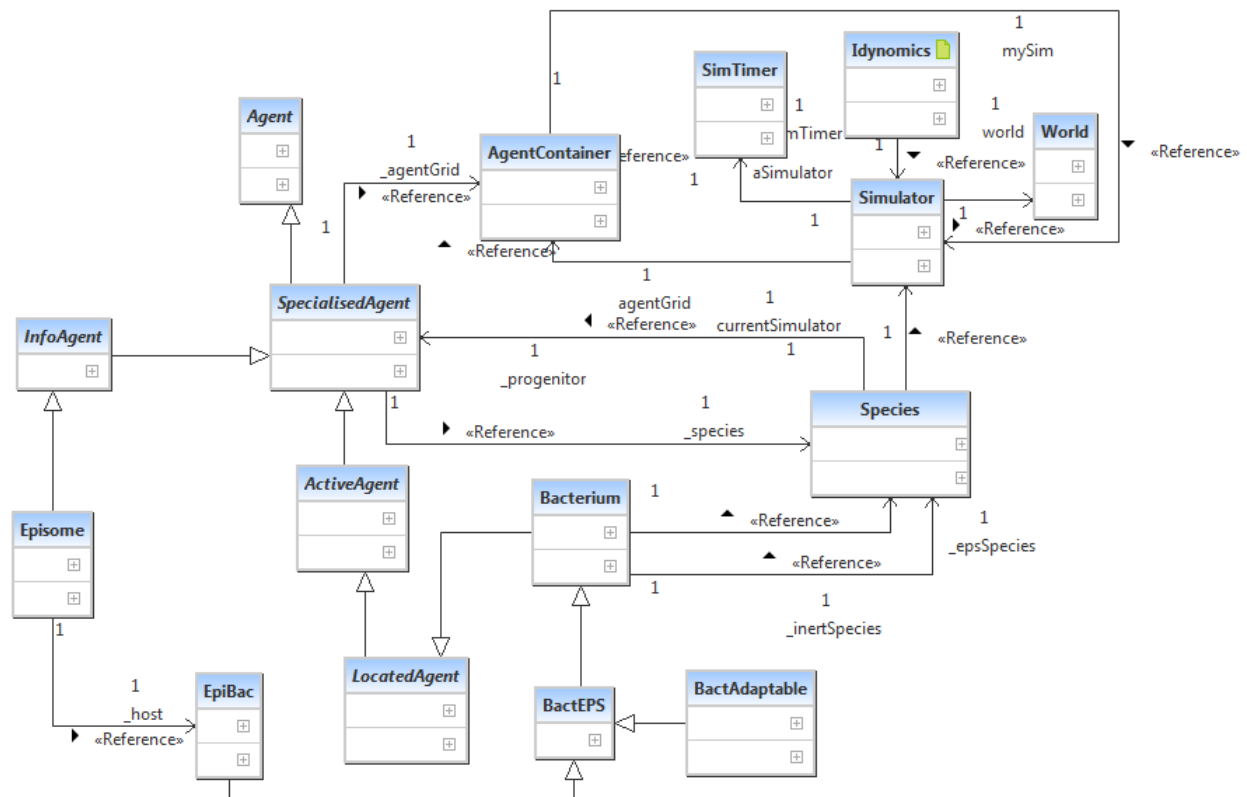 1
1
mySim
Idynomics
SimTimer
1
1
1
Agent
1
AgentContainer
mTimer
1
world
World
_agentGrid
eference»
«Reference»
«Reference»
«Reference»
1
aSimulator
Simulator
1
1
1
«Reference»
«Reference»
1
SpecialisedAgent
agentGrid
1
«Reference»
currentSimulator
1
«Reference»
InfoAgent
1
1
_progenitor
1
1
Species
«Reference»
_species
ActiveAgent
Bacterium
1
Episome
«Reference»
1
_epsSpecies
«Reference»
1
1
1
_inertSpecies
1
_host
«Reference»
EpiBac
LocatedAgent
BactEPS
BactAdaptable